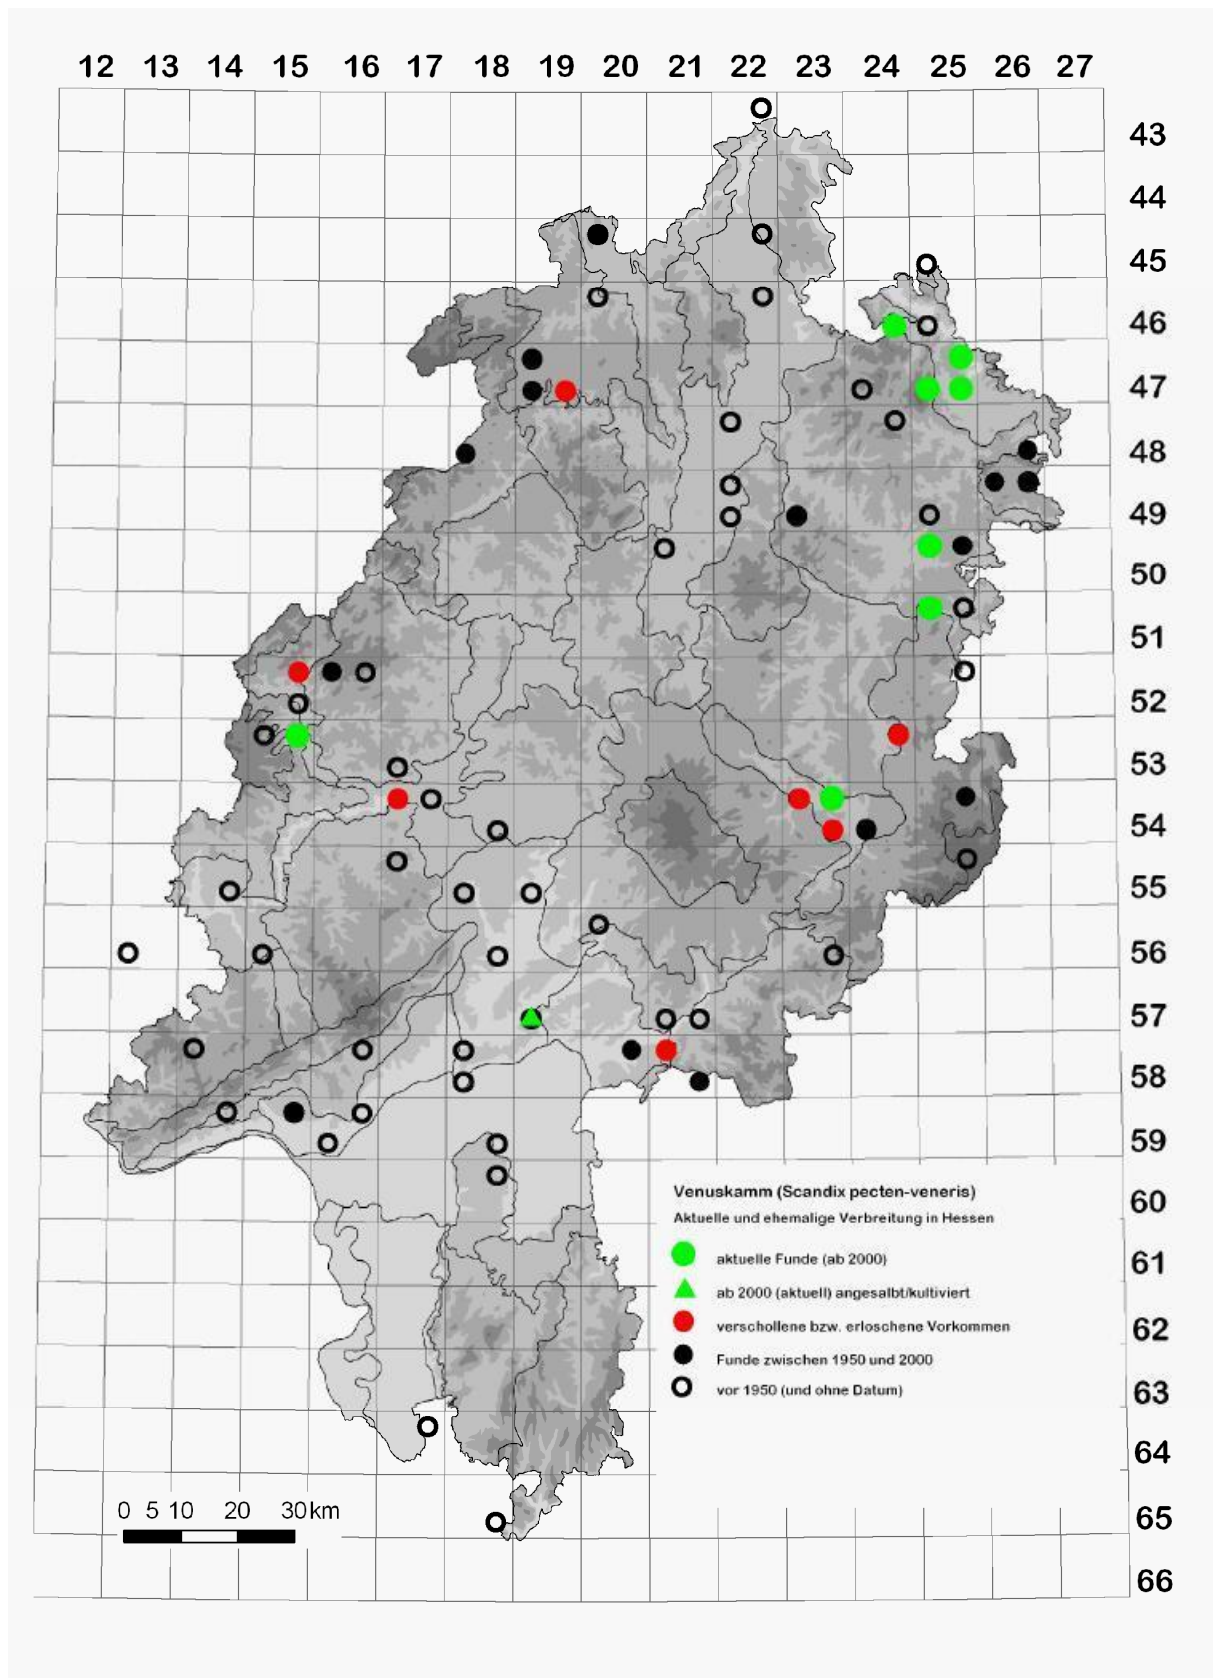 12 13 14 15 16 17 18 19 20 21 22 23 24 25 26 27
43
44
45
46
47
48
49
50
51
52
53
54
55
56
57
58
59
60
61
62
63
64
65
66
Venuskamm (Scandix pecten-veneris)
Aktuelle und ehemalige Verbreitung in Hessen
aktuelle Funde (ab 2000)
ab 2000 (aktuell) angesalbt/kultiviert
verschollene bzw. erloschene Vorkommen
Funde zwischen 1950 und 2000
vor 1950 (und ohne Datum)
0 5 10 20 30km